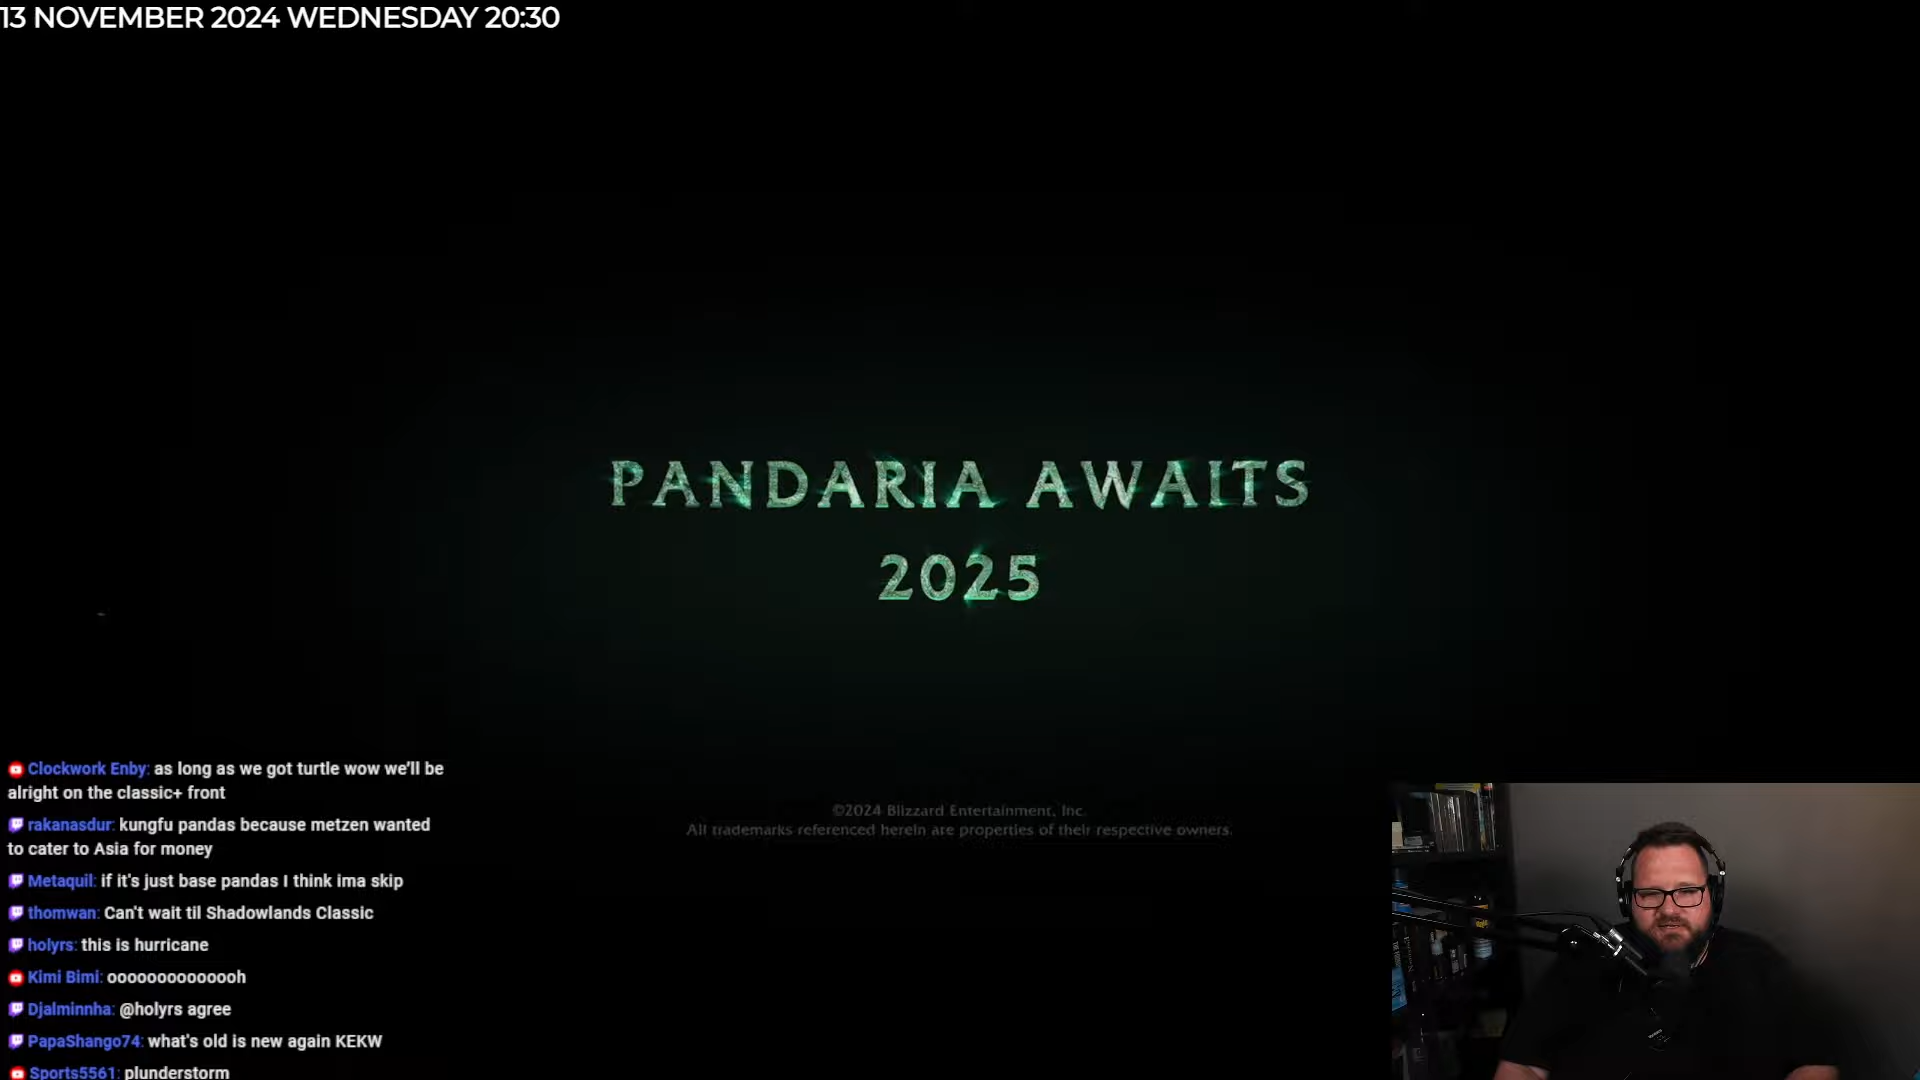 13 NOVEMBER 2024 WEDNESDAY 20:30
PANDARIA AWAITS
2025
©2024 Blizzard Entertainment, Inc.
All trademarks referenced herein are properties of their respective owners.
Clockwork Enby: as long as we got turtle wow we'll be
alright on the classic+ front
rakanasdur: kungfu pandas because metzen wanted
to cater to Asia for money
Metaquil: if it's just base pandas I think ima skip
thomwan: Can't wait til Shadowlands Classic
holyrs: this is hurricane
Kimi Bimi: oooooooooooooh
Djalminnha: @holyrs agree
PapaShango74: what's old is new again KEKW
Sports5561: plunderstorm